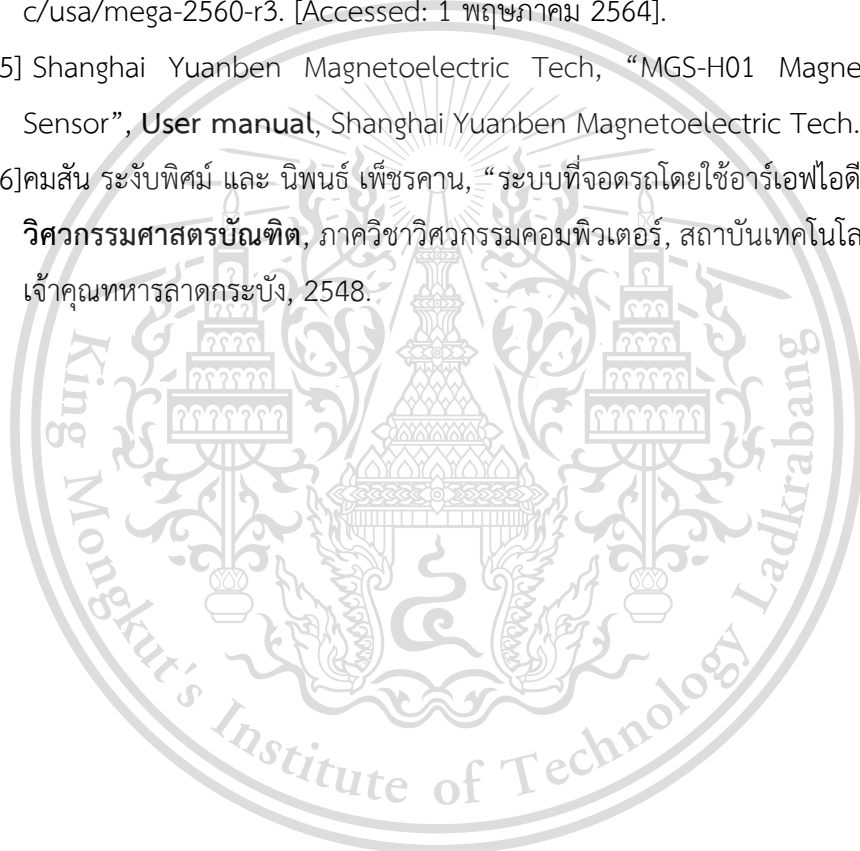 c/usa/mega-2560-r3. [Accessed: 1 พฤษภาคม 2564].
5] Shanghai Yuanben Magnetoelectric Tech, “MGS-H01 Magne
Sensor”, User manual, Shanghai Yuanben Magnetoelectric Tech.
6]คมสัน ระงับพิศม์ และ นิพนธ์ เพ็ชรคาน, “ระบบที่จอดรถโดยใช้อาร์เอฟไอดี
วิศวกรรมศาสตรบัณฑิต, ภาควิชาวิศวกรรมคอมพิวเตอร์, สถาบันเทคโนโล
เจ้าคุณทหารลาดกระบัง, 2548.
King Mongkut's Institute of Technology Ladkrabang